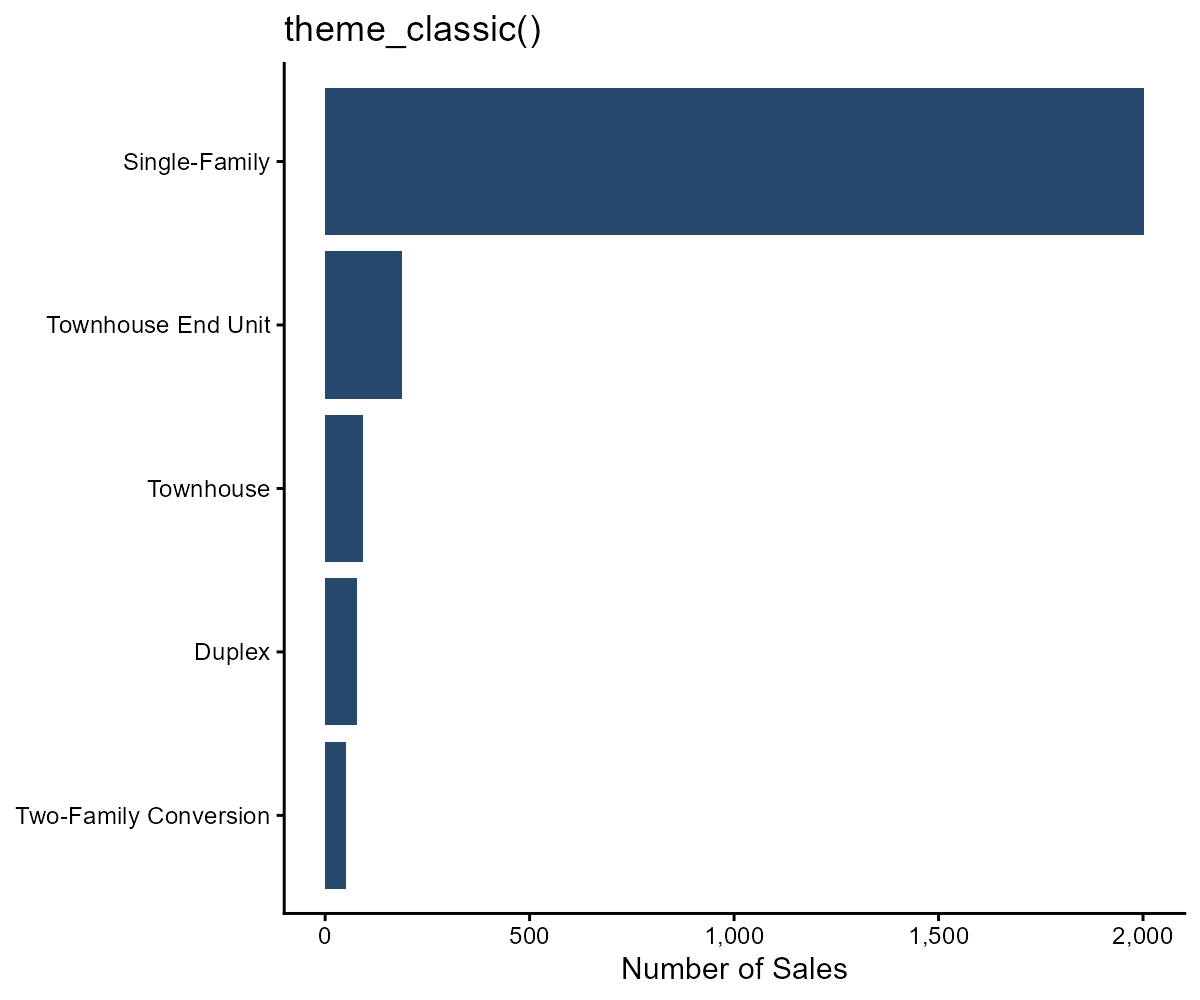 theme_classic()
Single-Family
Townhouse End Unit
Townhouse
Duplex
Two-Family Conversion
0 500 1,000 1,500 2,000
Number of Sales